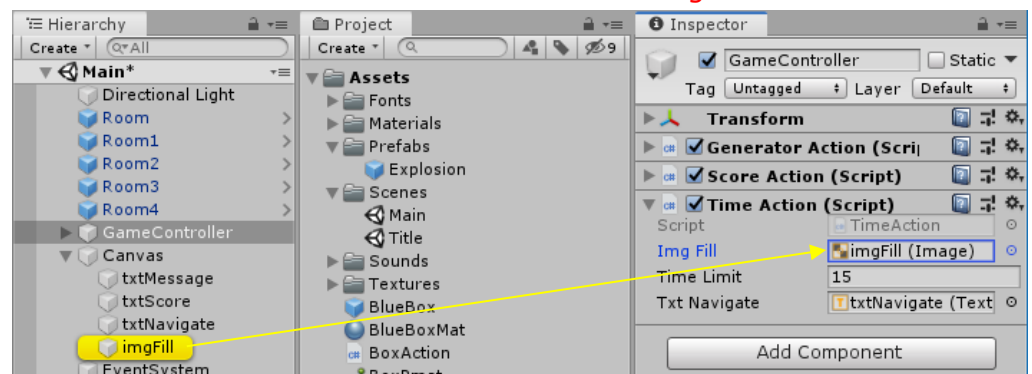 Hierarchy
Create
All
Main*
Directional Light
Room
Room1
Room2
Room3
Room4
GameController
Canvas
txtMessage
txtScore
txtNavigate
imgFill
EventSystem
Project
Create
9
Assets
Fonts
Materials
Prefabs
Explosion
Scenes
Main
Title
Sounds
Textures
BlueBox
BlueBoxMat
BoxAction
Inspector
GameController Static
Tag Untagged Layer Default
Transform
Generator Action (Scri
Score Action (Script)
Time Action (Script)
Script TimeAction
Img Fill imgFill (Image)
Time Limit 15
Txt Navigate txtNavigate (Text
Add Component